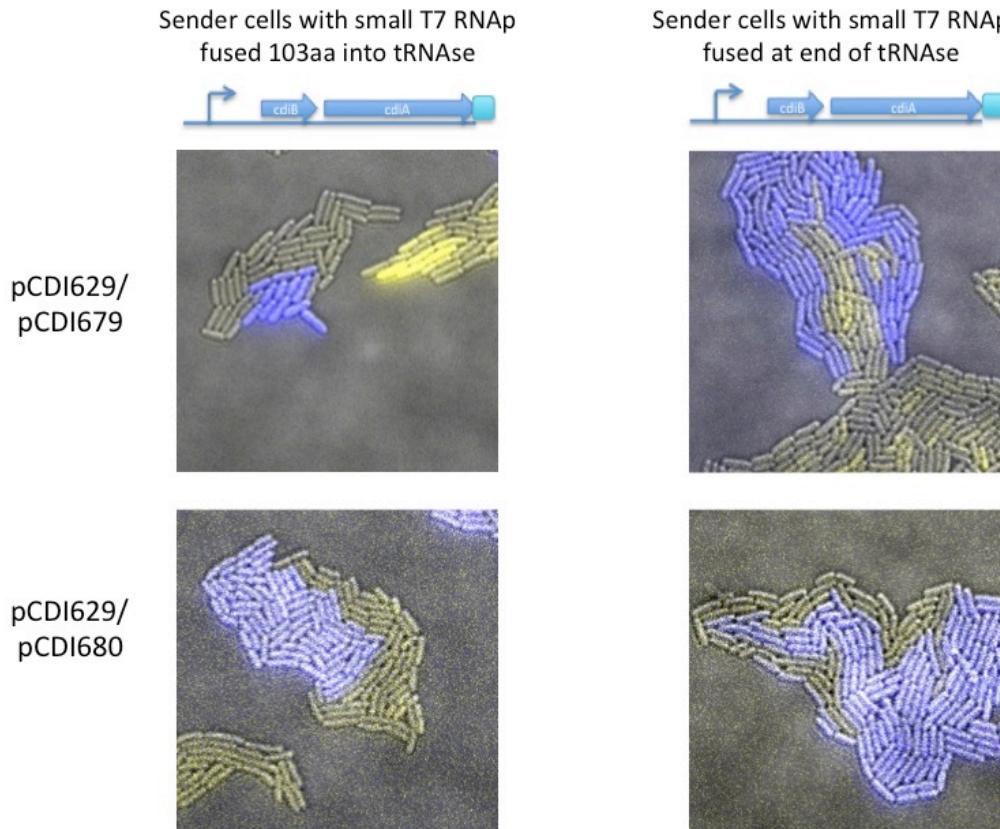 Sender cells with small T7 RNAp
fused 103aa into tRNAse
Sender cells with small T7 RNAp
fused at end of tRNAse
cdiB
cdiA
cdiB
cdiA
pCDI629/
pCDI679
pCDI629/
pCDI680